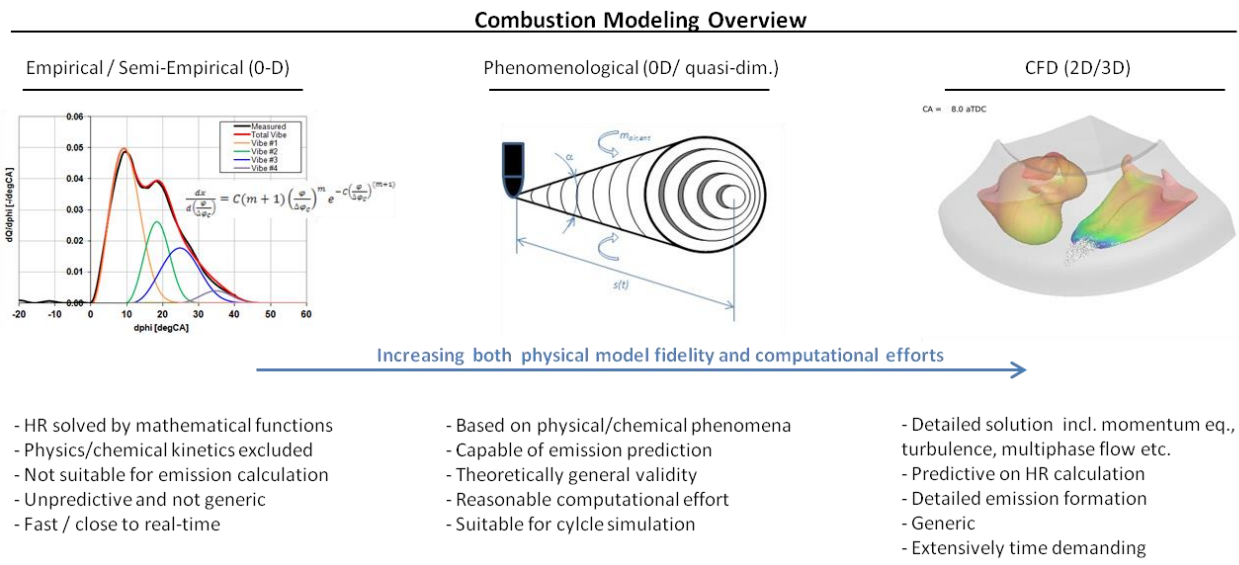 Combustion Modeling Overview
Empirical / Semi-Empirical (0-D)
0.06
0.05
0.04
0.03
0.02
0.01
0.00
dQ/dphi [-/degCA]
-20 -10 0 10 20 30 40 50 60
dphi [degCA]
Measured
Total Vibe
Vibe #1
Vibe #2
Vibe #3
Vibe #4
dx / d(φ/Δφc) = C(m + 1) (φ/Δφc)^m e^-C(φ/Δφc)^(m+1)
Phenomenological (0D/ quasi-dim.)
α
s(t)
CFD (2D/3D)
CA = 8.0 aTDC
Increasing both physical model fidelity and computational efforts
- HR solved by mathematical functions
- Physics/chemical kinetics excluded
- Not suitable for emission calculation
- Unpredictive and not generic
- Fast / close to real-time
- Based on physical/chemical phenomena
- Capable of emission prediction
- Theoretically general validity
- Reasonable computational effort
- Suitable for cylcle simulation
- Detailed solution incl. momentum eq.,
turbulence, multiphase flow etc.
- Predictive on HR calculation
- Detailed emission formation
- Generic
- Extensively time demanding